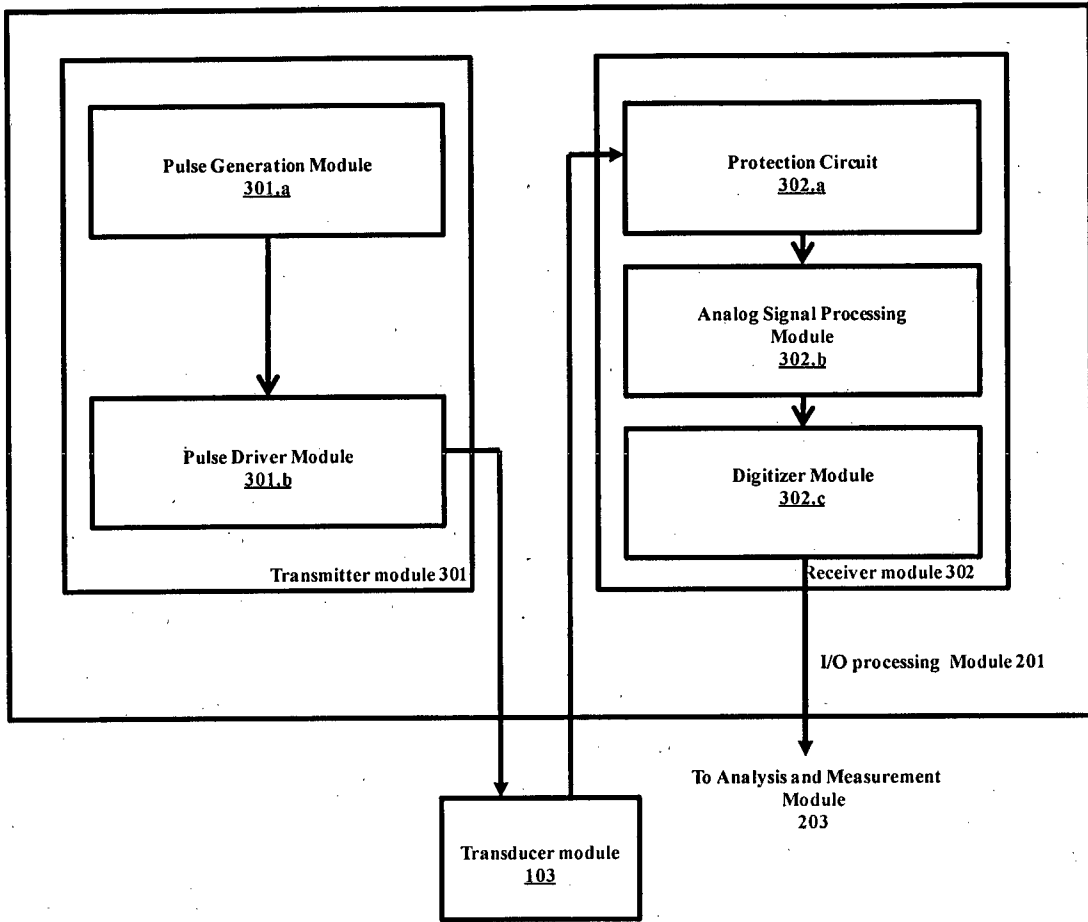 Pulse Generation Module
301.a
Pulse Driver Module
301.b
Transmitter module 301
Protection Circuit
302.a
Analog Signal Processing
Module
302.b
Digitizer Module
302.c
Receiver module 302
I/O processing Module 201
To Analysis and Measurement
Module
203
Transducer module
103